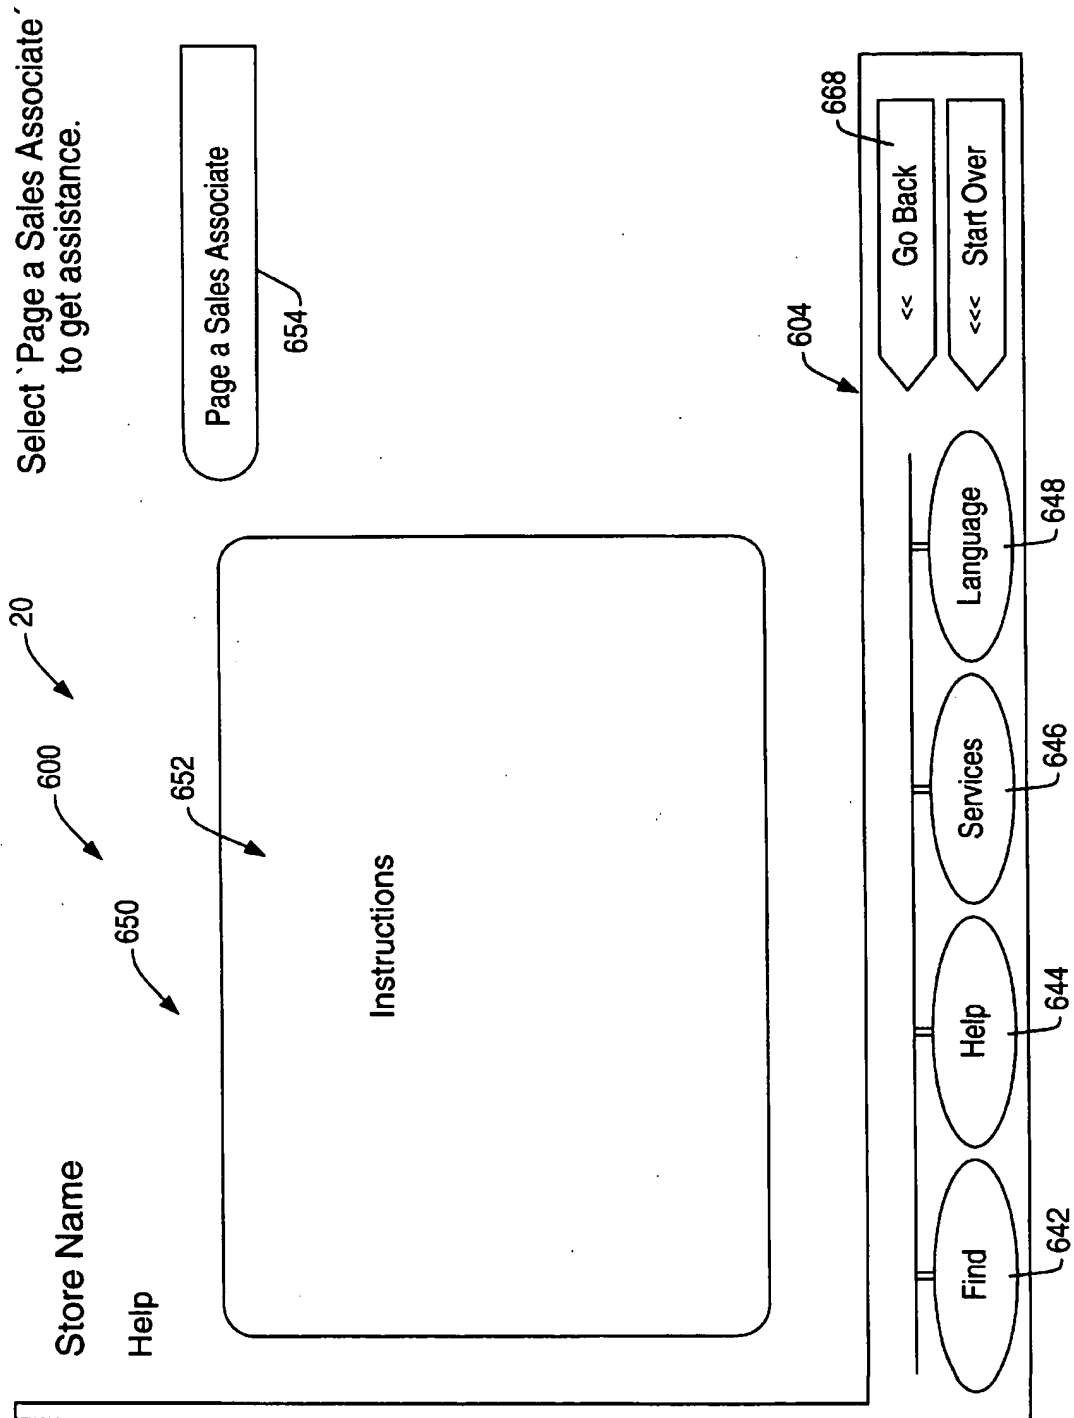 Store Name
Select `Page a Sales Associate´
to get assistance.
Help
600
20
650
652
Instructions
Page a Sales Associate
654
604
668
<< Go Back
<<< Start Over
Find
Help
Services
Language
642
644
646
648